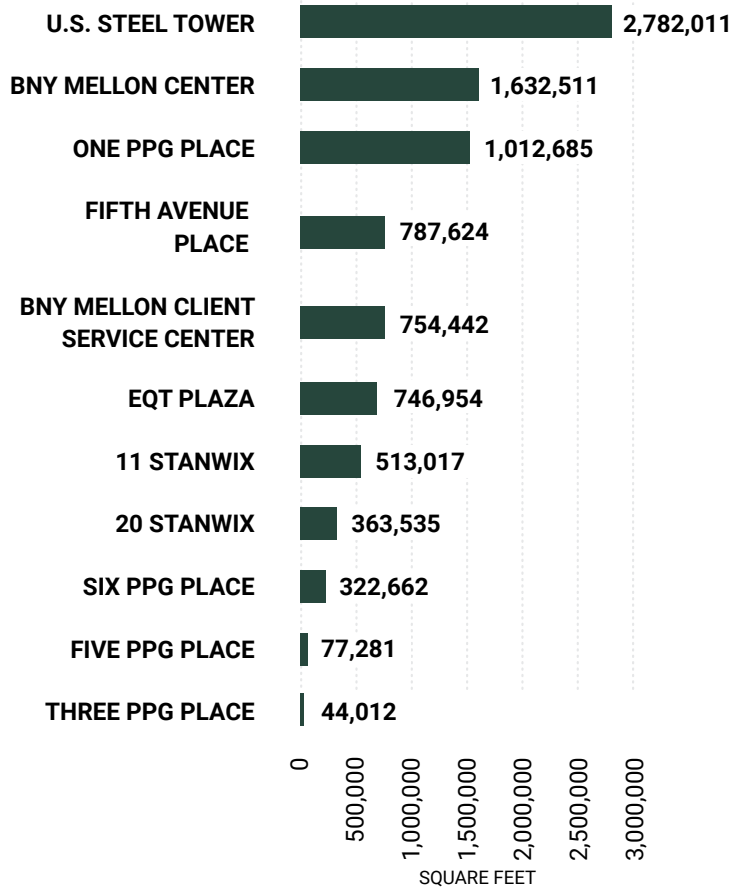 U.S. STEEL TOWER 2,782,011
BNY MELLON CENTER 1,632,511
ONE PPG PLACE 1,012,685
FIFTH AVENUE
PLACE 787,624
BNY MELLON CLIENT
SERVICE CENTER 754,442
EQT PLAZA 746,954
11 STANWIX 513,017
20 STANWIX 363,535
SIX PPG PLACE 322,662
FIVE PPG PLACE 77,281
THREE PPG PLACE 44,012
0 500,000 1,000,000 1,500,000 2,000,000 2,500,000 3,000,000
SQUARE FEET